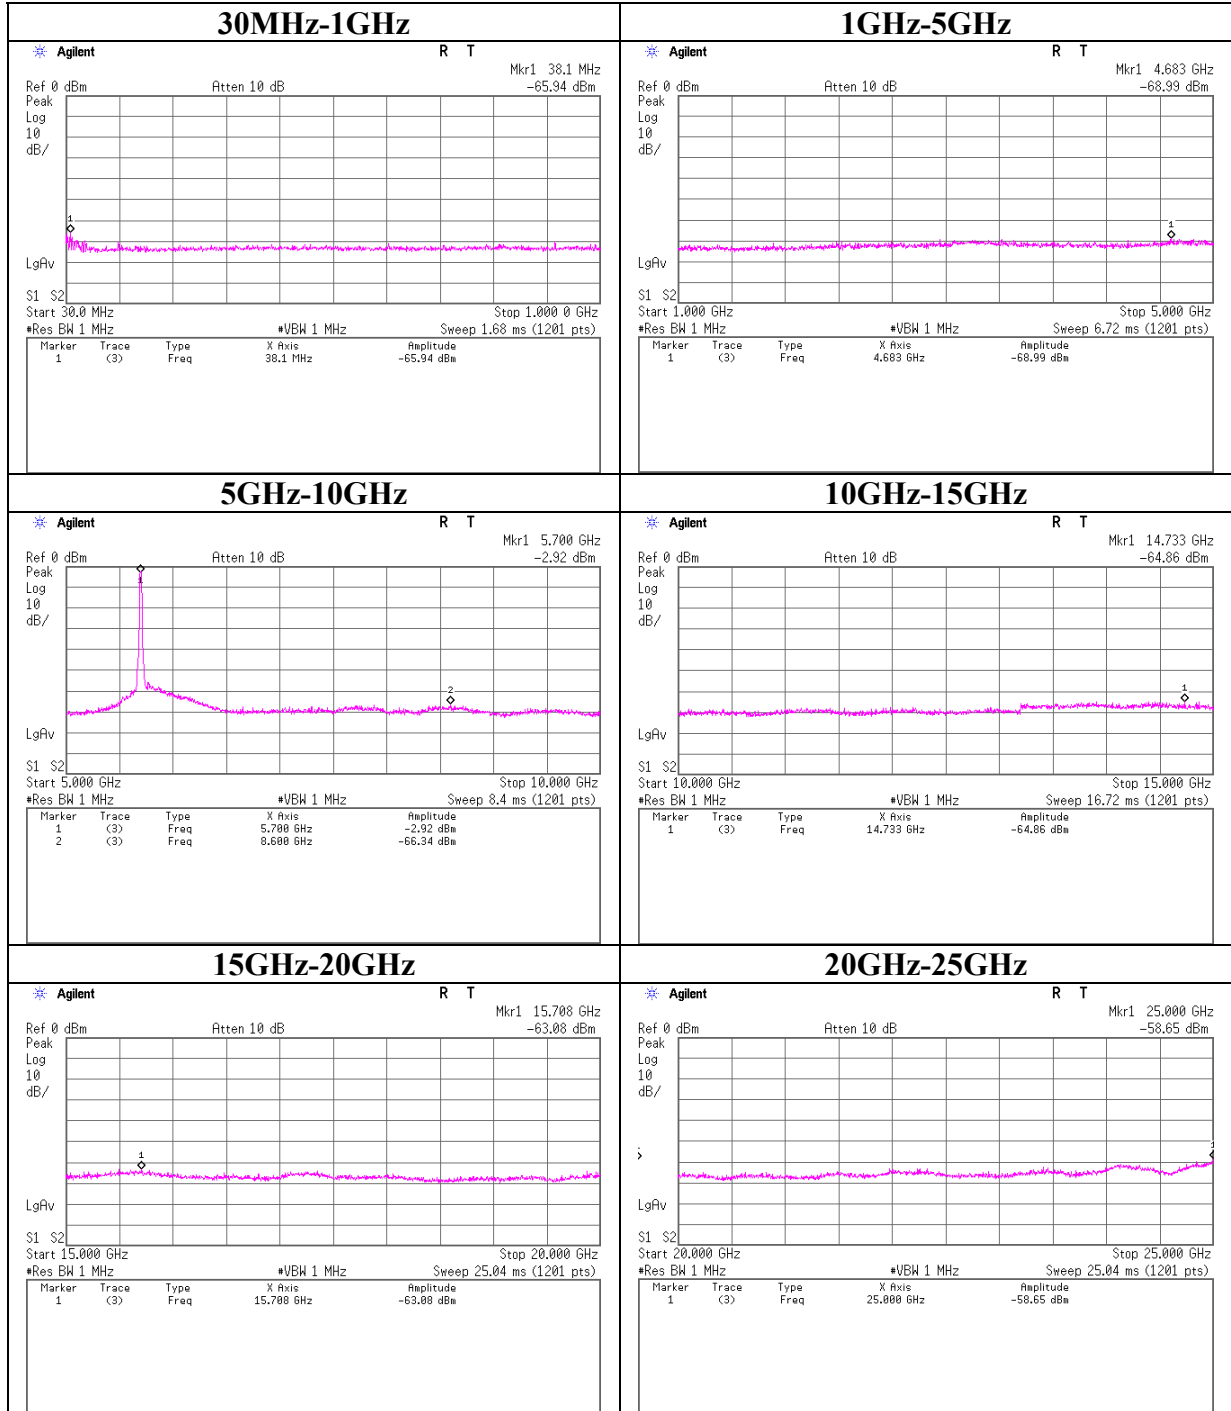 30MHz-1GHz
Agilent R T
Mkr1 38.1 MHz
Ref 0 dBm Atten 10 dB -65.94 dBm
Peak
Log
10
dB/
1
LgAv
S1 S2
Start 30.0 MHz Stop 1.000 0 GHz
#Res BW 1 MHz #VBW 1 MHz Sweep 1.68 ms (1201 pts)
Marker Trace Type X Axis Amplitude
1 (3) Freq 38.1 MHz -65.94 dBm
1GHz-5GHz
Agilent R T
Mkr1 4.683 GHz
Ref 0 dBm Atten 10 dB -68.99 dBm
Peak
Log
10
dB/
1
LgAv
S1 S2
Start 1.000 GHz Stop 5.000 GHz
#Res BW 1 MHz #VBW 1 MHz Sweep 6.72 ms (1201 pts)
Marker Trace Type X Axis Amplitude
1 (3) Freq 4.683 GHz -68.99 dBm
5GHz-10GHz
Agilent R T
Mkr1 5.700 GHz
Ref 0 dBm Atten 10 dB -2.92 dBm
Peak
Log
10
dB/
1
2
LgAv
S1 S2
Start 5.000 GHz Stop 10.000 GHz
#Res BW 1 MHz #VBW 1 MHz Sweep 8.4 ms (1201 pts)
Marker Trace Type X Axis Amplitude
1 (3) Freq 5.700 GHz -2.92 dBm
2 (3) Freq 8.600 GHz -66.34 dBm
10GHz-15GHz
Agilent R T
Mkr1 14.733 GHz
Ref 0 dBm Atten 10 dB -64.86 dBm
Peak
Log
10
dB/
1
LgAv
S1 S2
Start 10.000 GHz Stop 15.000 GHz
#Res BW 1 MHz #VBW 1 MHz Sweep 16.72 ms (1201 pts)
Marker Trace Type X Axis Amplitude
1 (3) Freq 14.733 GHz -64.86 dBm
15GHz-20GHz
Agilent R T
Mkr1 15.708 GHz
Ref 0 dBm Atten 10 dB -63.08 dBm
Peak
Log
10
dB/
1
LgAv
S1 S2
Start 15.000 GHz Stop 20.000 GHz
#Res BW 1 MHz #VBW 1 MHz Sweep 25.04 ms (1201 pts)
Marker Trace Type X Axis Amplitude
1 (3) Freq 15.708 GHz -63.08 dBm
20GHz-25GHz
Agilent R T
Mkr1 25.000 GHz
Ref 0 dBm Atten 10 dB -58.65 dBm
Peak
Log
10
dB/
1
LgAv
S1 S2
Start 20.000 GHz Stop 25.000 GHz
#Res BW 1 MHz #VBW 1 MHz Sweep 25.04 ms (1201 pts)
Marker Trace Type X Axis Amplitude
1 (3) Freq 25.000 GHz -58.65 dBm